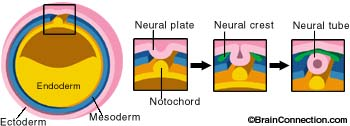 Neural plate
Neural crest
Neural tube
Endoderm
Notochord
Mesoderm
Ectoderm
©BrainConnection.com